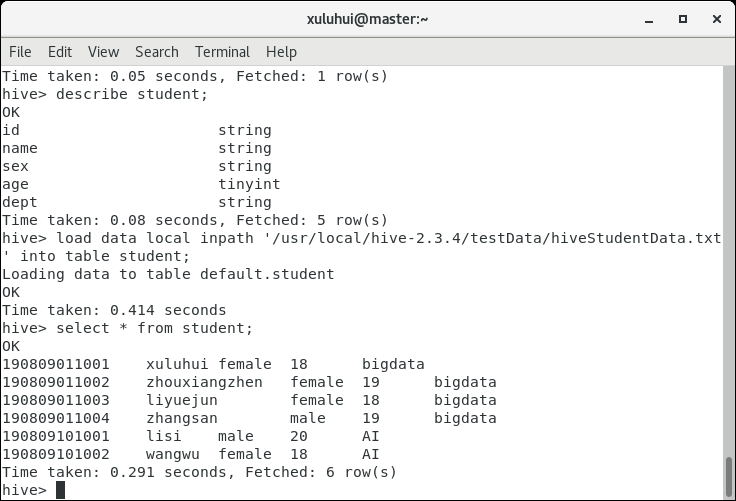 xuluhui@master:~
File Edit View Search Terminal Help
Time taken: 0.05 seconds, Fetched: 1 row(s)
hive> describe student;
OK
id string
name string
sex string
age tinyint
dept string
Time taken: 0.08 seconds, Fetched: 5 row(s)
hive> load data local inpath '/usr/local/hive-2.3.4/testData/hiveStudentData.txt
' into table student;
Loading data to table default.student
OK
Time taken: 0.414 seconds
hive> select * from student;
OK
190809011001 xuluhui female 18 bigdata
190809011002 zhouxiangzhen female 19 bigdata
190809011003 liyuejun female 18 bigdata
190809011004 zhangsan male 19 bigdata
190809101001 lisi male 20 AI
190809101002 wangwu female 18 AI
Time taken: 0.291 seconds, Fetched: 6 row(s)
hive>